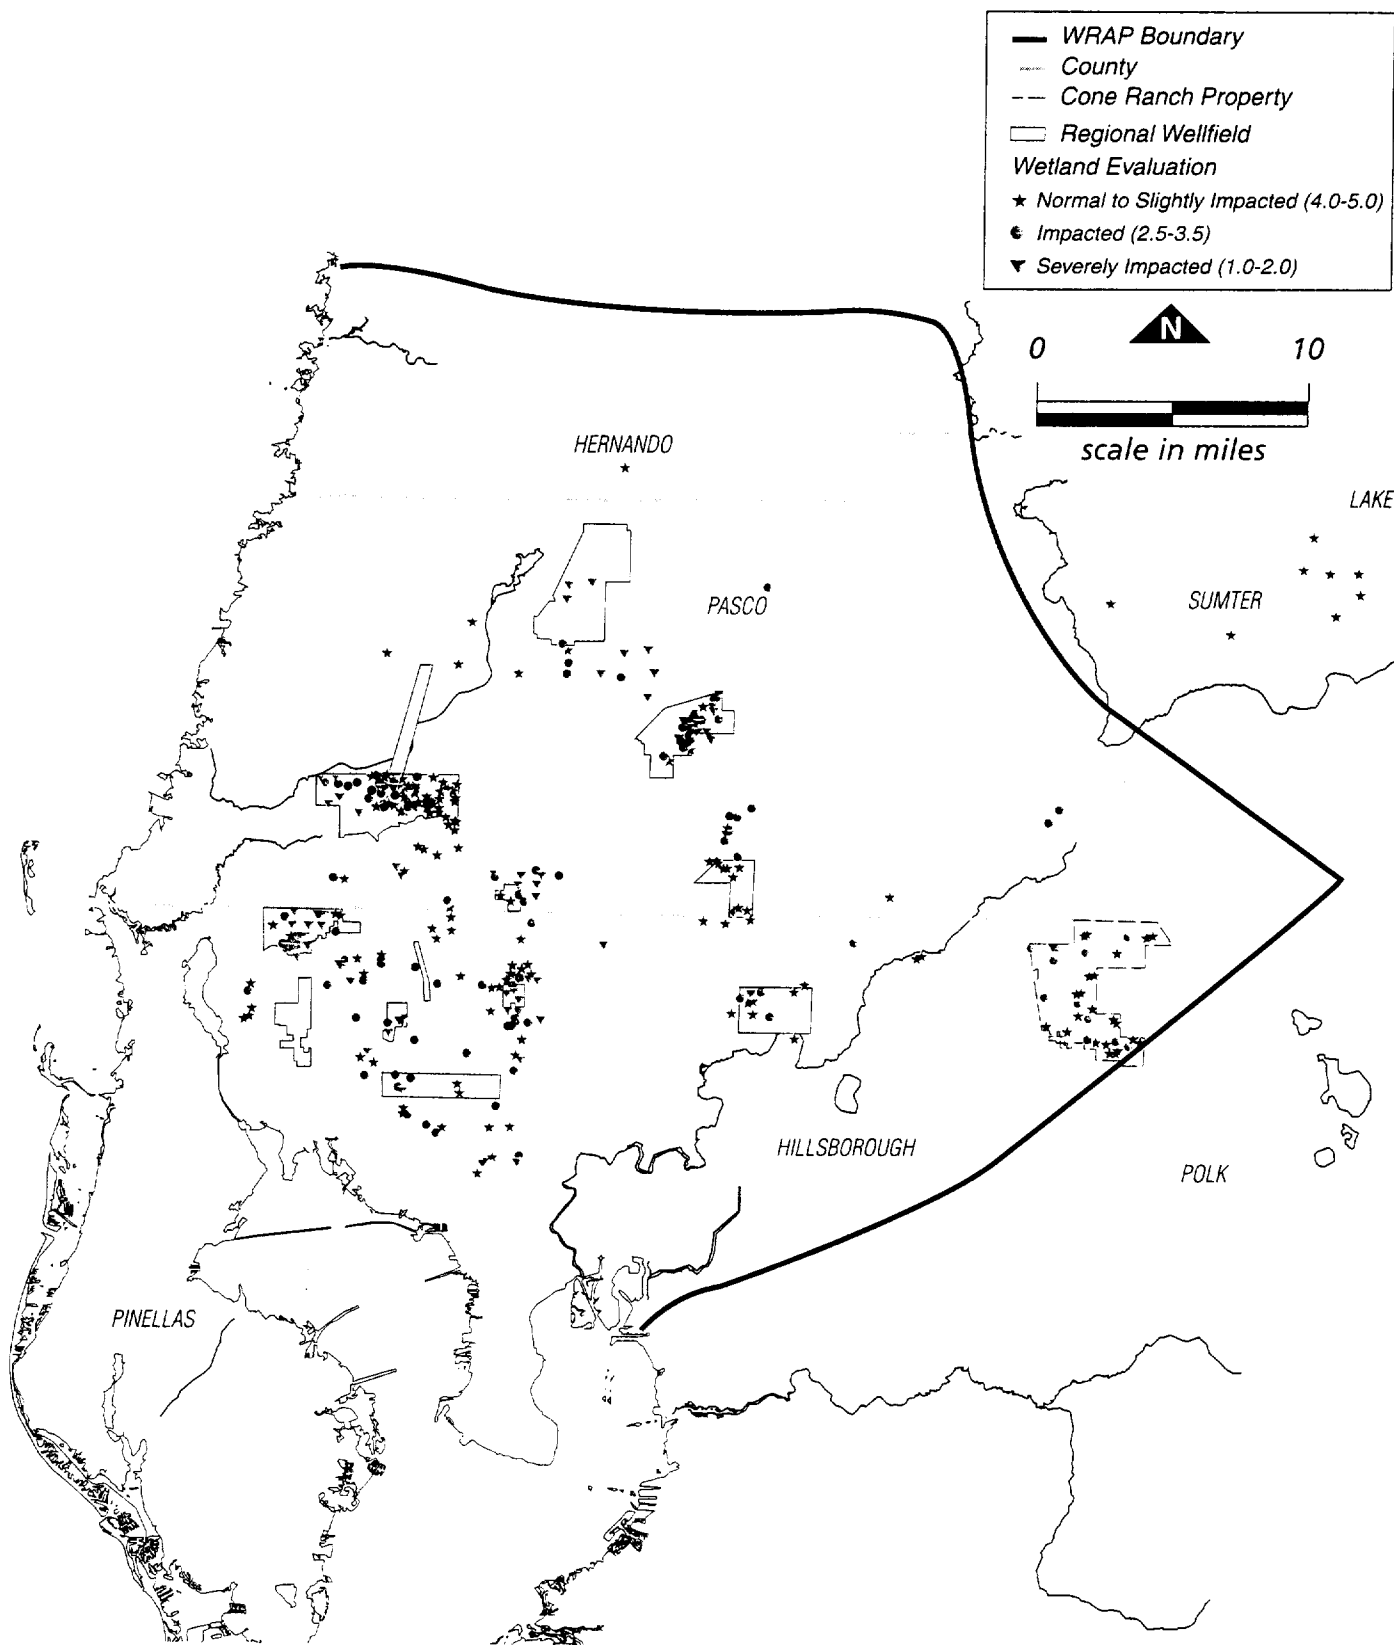 WRAP Boundary
County
Cone Ranch Property
Regional Wellfield
Wetland Evaluation
Normal to Slightly Impacted (4.0-5.0)
Impacted (2.5-3.5)
Severely Impacted (1.0-2.0)
N
0 10
scale in miles
HERNANDO
LAKE
PASCO
SUMTER
HILLSBOROUGH
POLK
PINELLAS